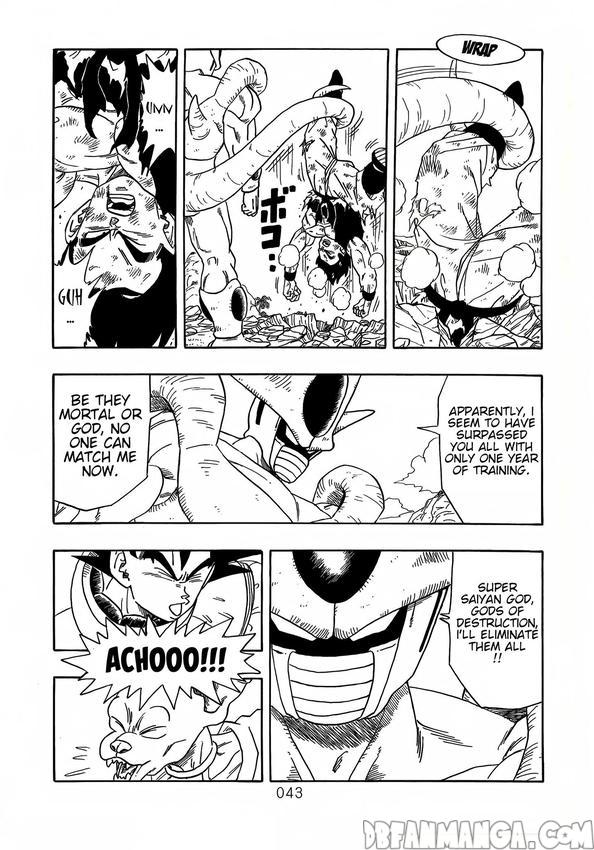 WRAP
ボコ...
UNN
...
GUH
...
APPARENTLY, I
SEEM TO HAVE
SURPASSED
YOU ALL WITH
ONLY ONE YEAR
OF TRAINING.
BE THEY
MORTAL OR
GOD, NO
ONE CAN
MATCH ME
NOW.
SUPER
SAIYAN GOD,
GODS OF
DESTRUCTION,
I'LL ELIMINATE
THEM ALL
!!
ACHOOO!!!
043
DBFANMANGA.COM